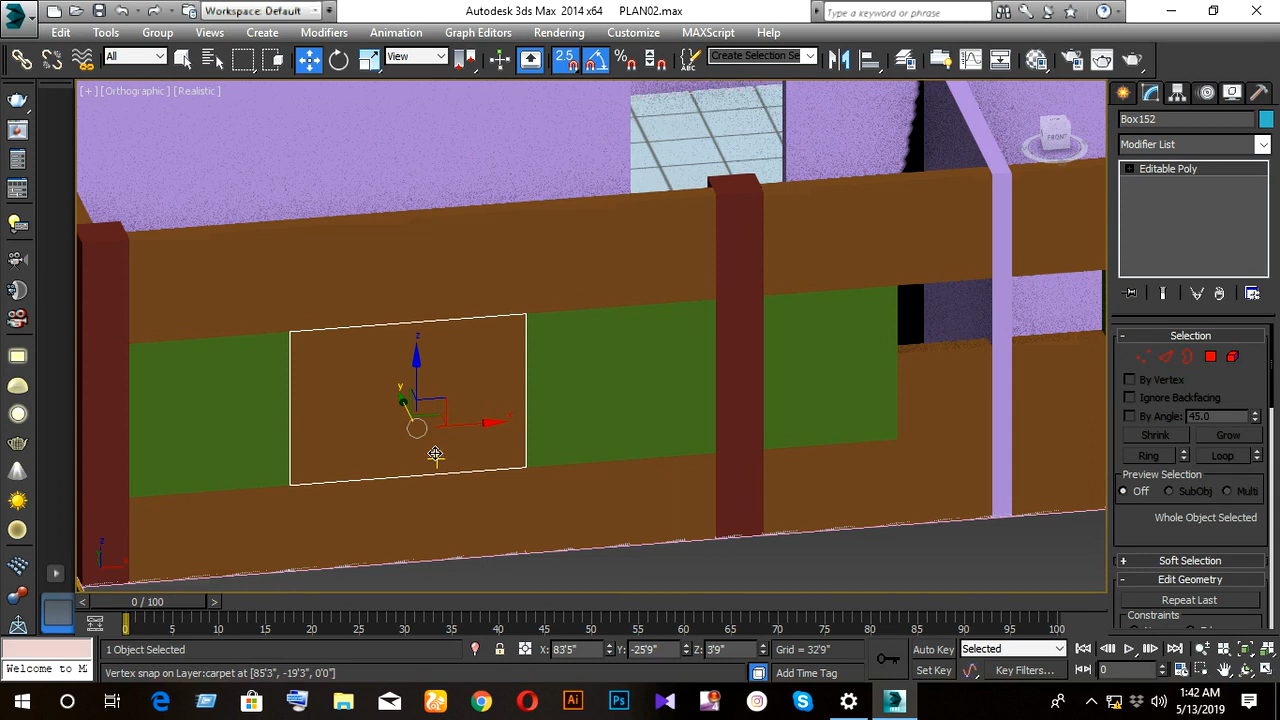 Workspace: Default
Autodesk 3ds Max 2014 x64 PLAN02.max
Type a keyword or phrase
Edit Tools Group Views Create Modifiers Animation Graph Editors Rendering Customize MAXScript Help
All View 2.5 Create Selection Se
[+] [Orthographic] [Realistic]
FRONT
Box152
Modifier List
Editable Poly
z
y
x
z
x
Selection
By Vertex
Ignore Backfacing
By Angle: 45.0
Shrink Grow
Ring Loop
Preview Selection
Off SubObj Multi
Whole Object Selected
Soft Selection
Edit Geometry
Repeat Last
Constraints
0 / 100
0 5 10 15 20 25 30 35 40 45 50 55 60 65 70 75 80 85 90 95 100
1 Object Selected X: 83'5" Y: -25'9" Z: 3'9" Grid = 32'9" Auto Key Selected
Welcome to M Vertex snap on Layer:carpet at [85'3", -19'3", 0'0"] Add Time Tag Set Key Key Filters... 0
1:42 AM
5/13/2019